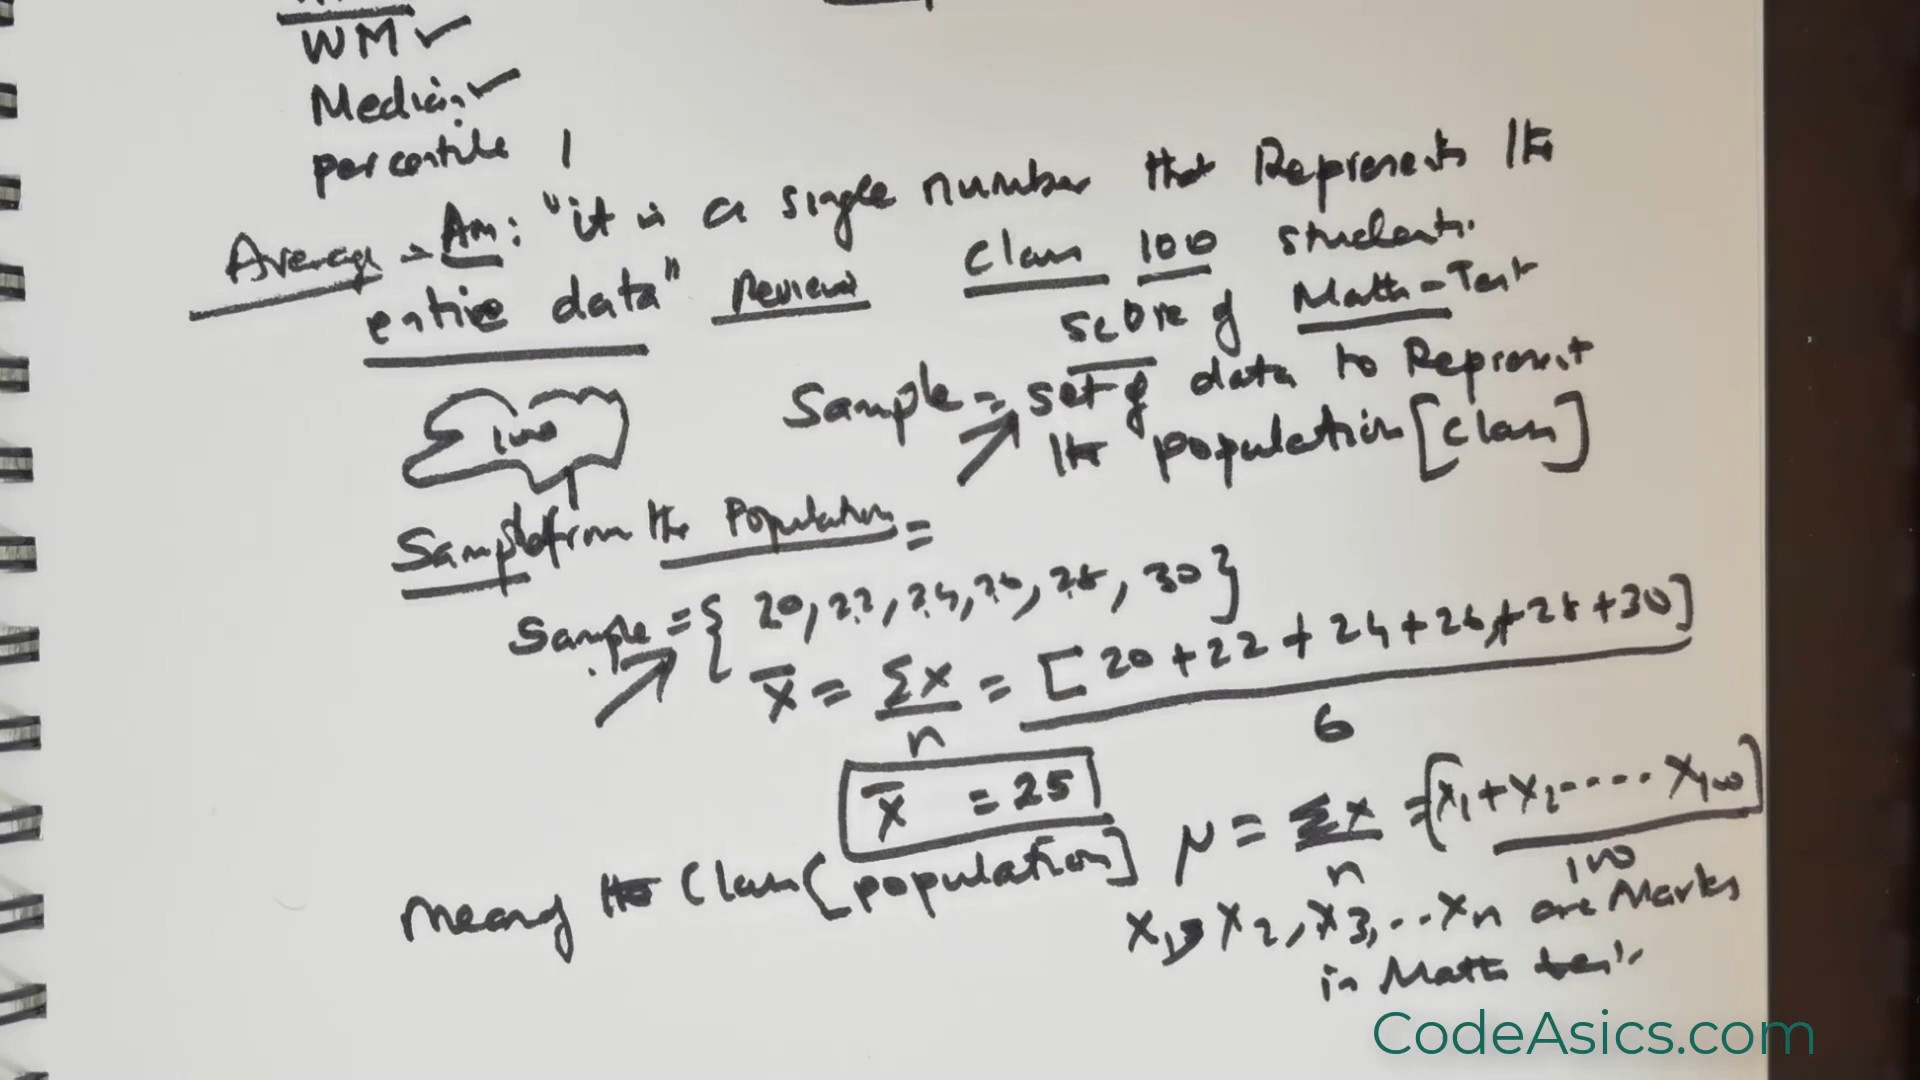 WM ✓
Median ✓
percentile
Average → AM: "it is a single number that Represents the
entire data" Review Class 100 students.
score of Math-Test
Sample = set of data to Represent
the population [class]
100
Sample from the Population =
Sample = { 20, 22, 24, 26, 28, 30 }
x̄ = Σx/n = [20 + 22 + 24 + 26 + 28 + 30]/6
x̄ = 25
Mean of the Class [population] μ = Σx/n = [x₁ + x₂ ---- x₁₀₀]/100
x₁, x₂, x₃, .. xn are Marks
in Math test
CodeAsics.com